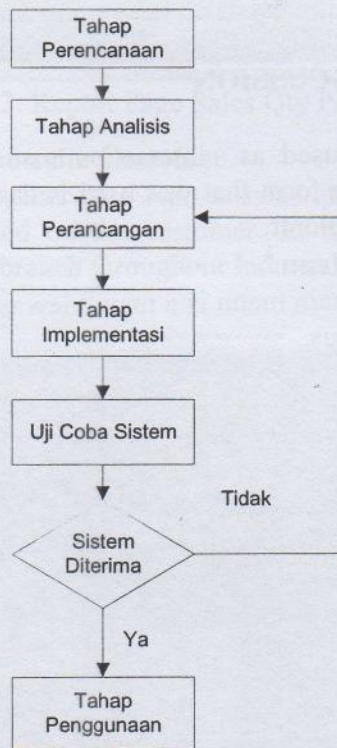 Tahap
Perencanaan
Tahap Analisis
Tahap
Perancangan
Tahap
Implementasi
Uji Coba Sistem
Tidak
Sistem
Diterima
Ya
Tahap
Penggunaan